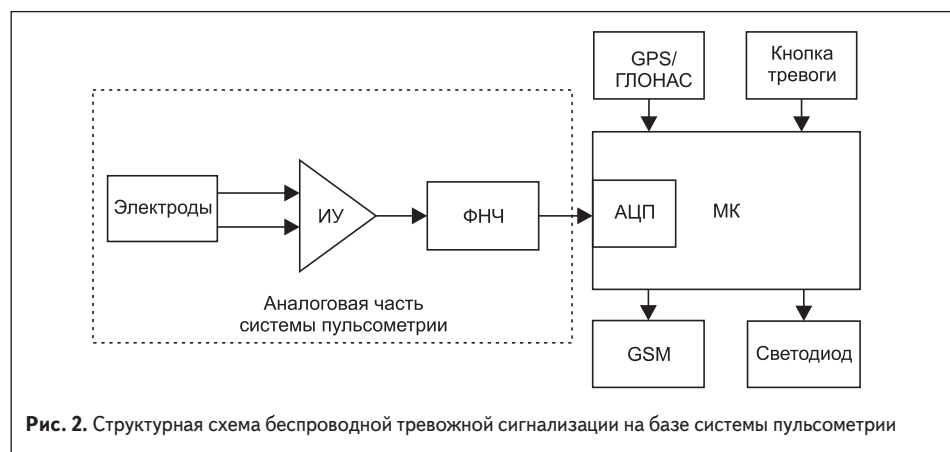 GPS/
ГЛОНАС
Кнопка
тревоги
Электроды
ИУ
ФНЧ
АЦП
МК
Аналоговая часть
системы пульсометрии
GSM
Светодиод
Рис. 2. Структурная схема беспроводной тревожной сигнализации на базе системы пульсометрии